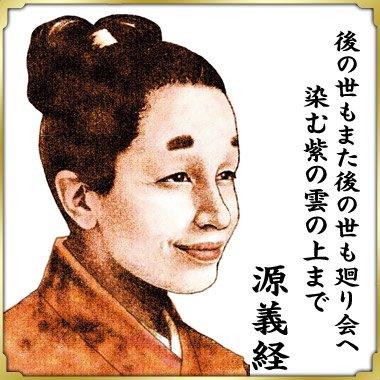 後の世もまた後の世も廻り会へ
染む紫の雲の上まで
源義経